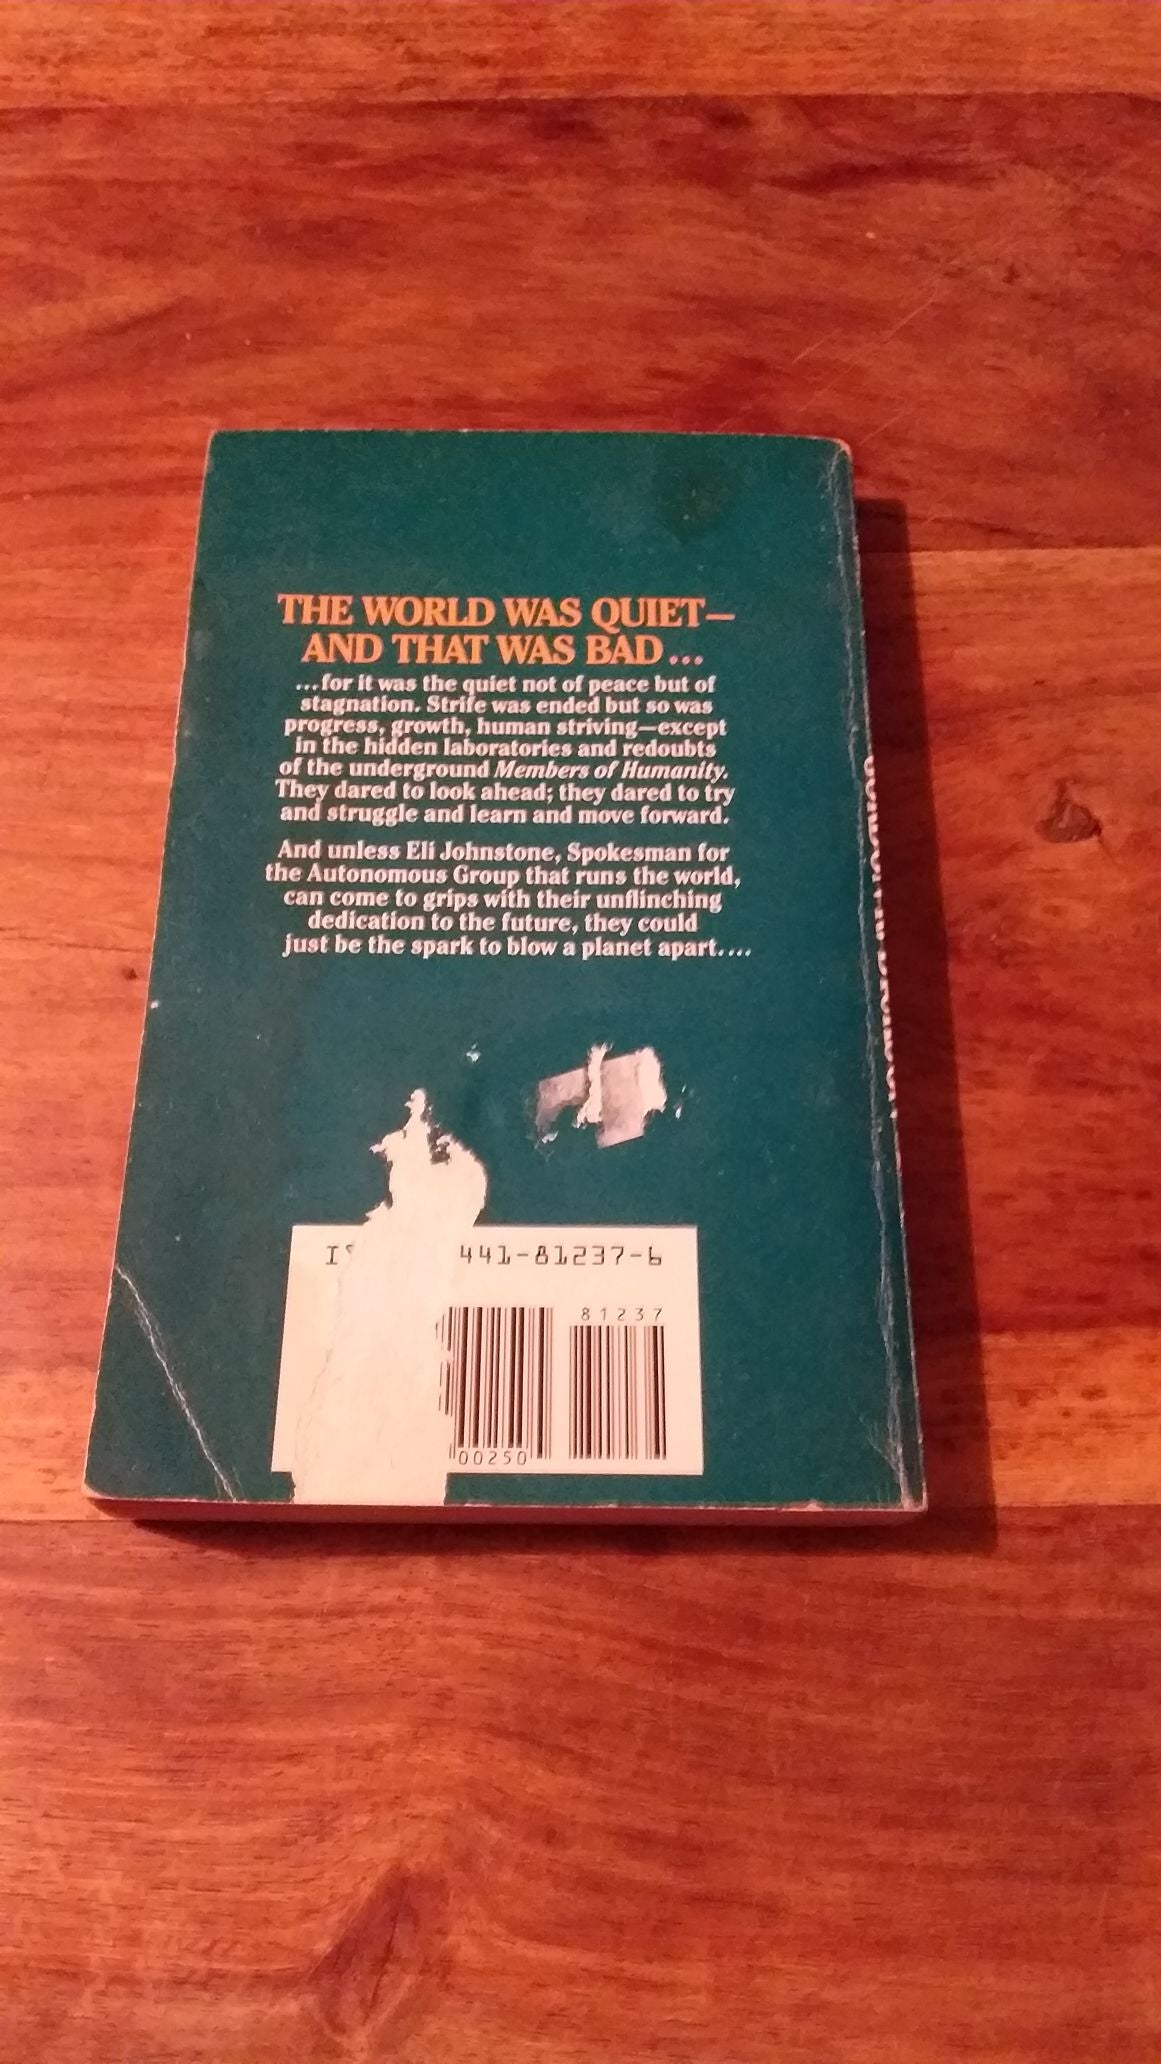 THE WORLD WAS QUIET—
AND THAT WAS BAD...
...for it was the quiet not of peace but of
stagnation. Strife was ended but so was
progress, growth, human striving—except
in the hidden laboratories and redoubts
of the underground Members of Humanity.
They dared to look ahead; they dared to try
and struggle and learn and move forward.
And unless Eli Johnstone, Spokesman for
the Autonomous Group that runs the world,
can come to grips with their unflinching
dedication to the future, they could
just be the spark to blow a planet apart....
441-81237-6
81237
00250